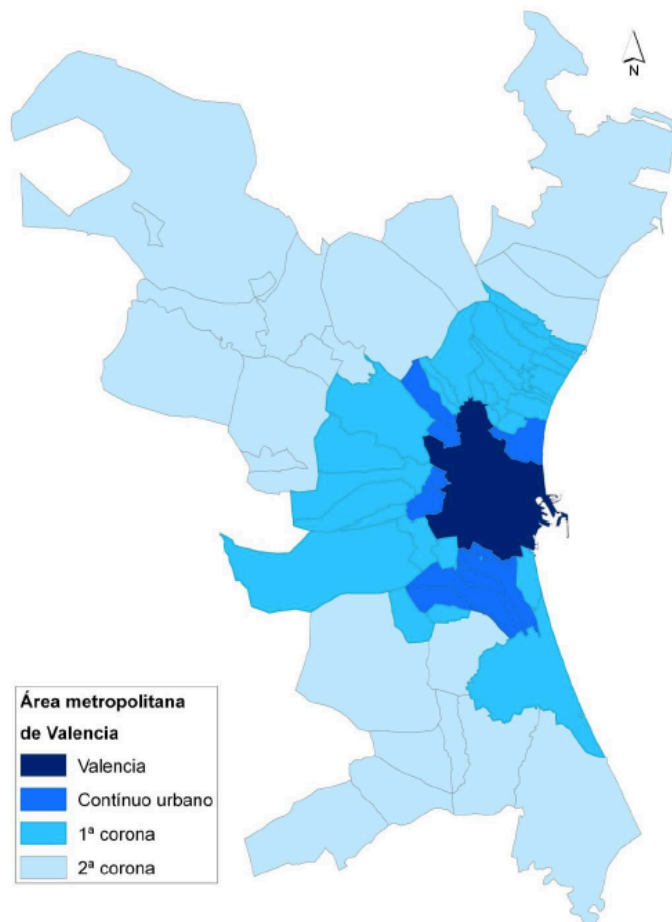 N
Área metropolitana
de Valencia
Valencia
Contínuo urbano
1ª corona
2ª corona